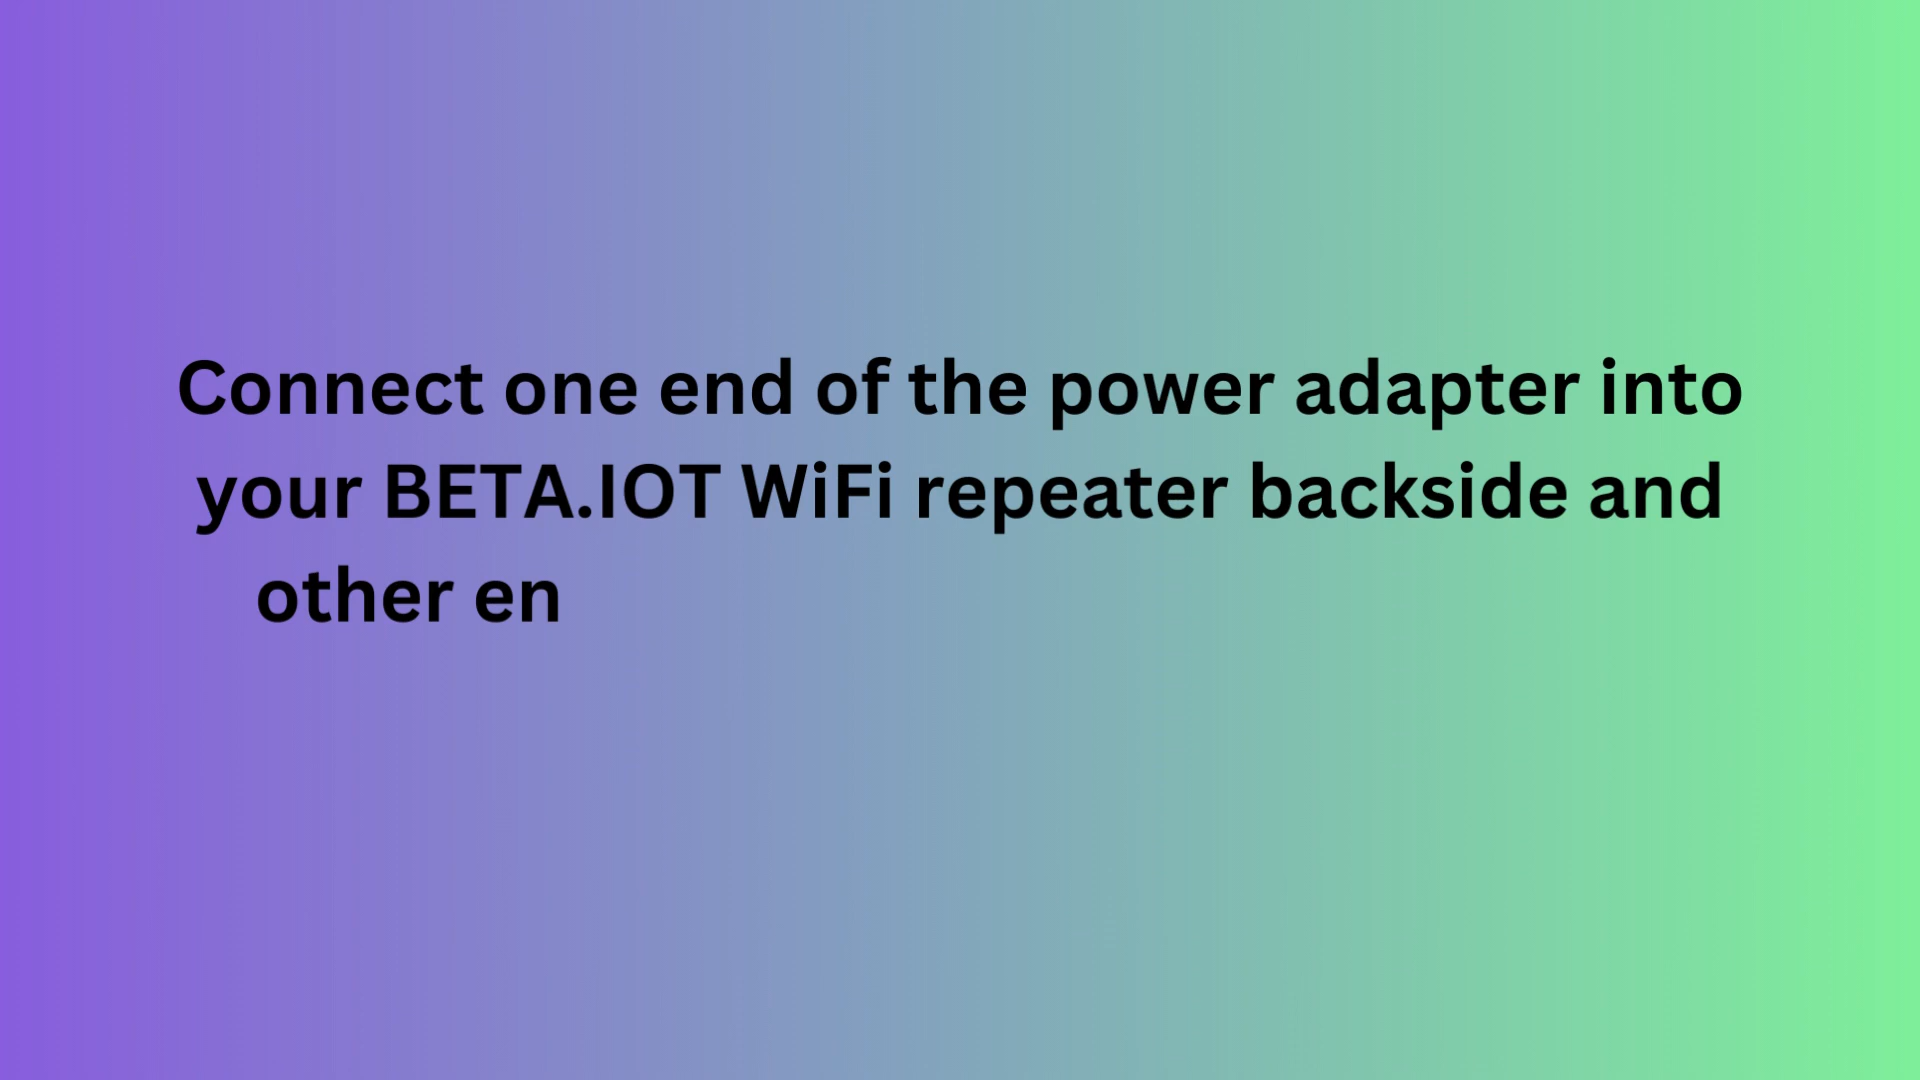 Connect one end of the power adapter into
your BETA.IOT WiFi repeater backside and
other en